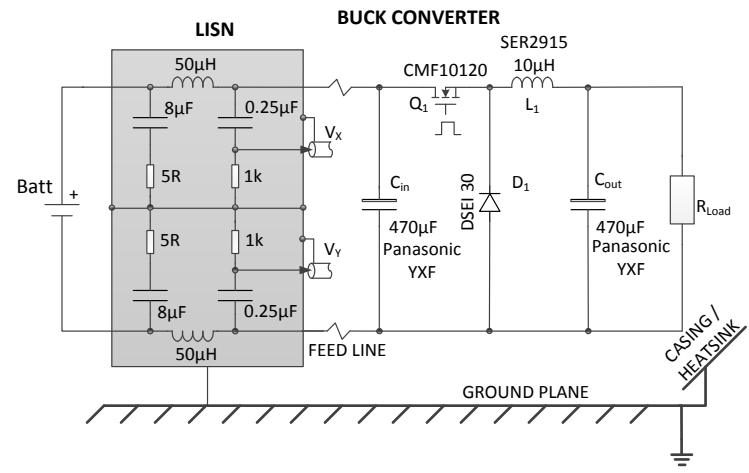 BUCK CONVERTER
LISN
50µH
8µF
0.25µF
5R
1k
5R
1k
8µF
0.25µF
50µH
Batt
+
VX
VY
FEED LINE
CMF10120
Q1
SER2915
10µH
L1
Cin
470µF
Panasonic
YXF
DSEI 30
D1
Cout
470µF
Panasonic
YXF
RLoad
CASING /
HEATSINK
GROUND PLANE